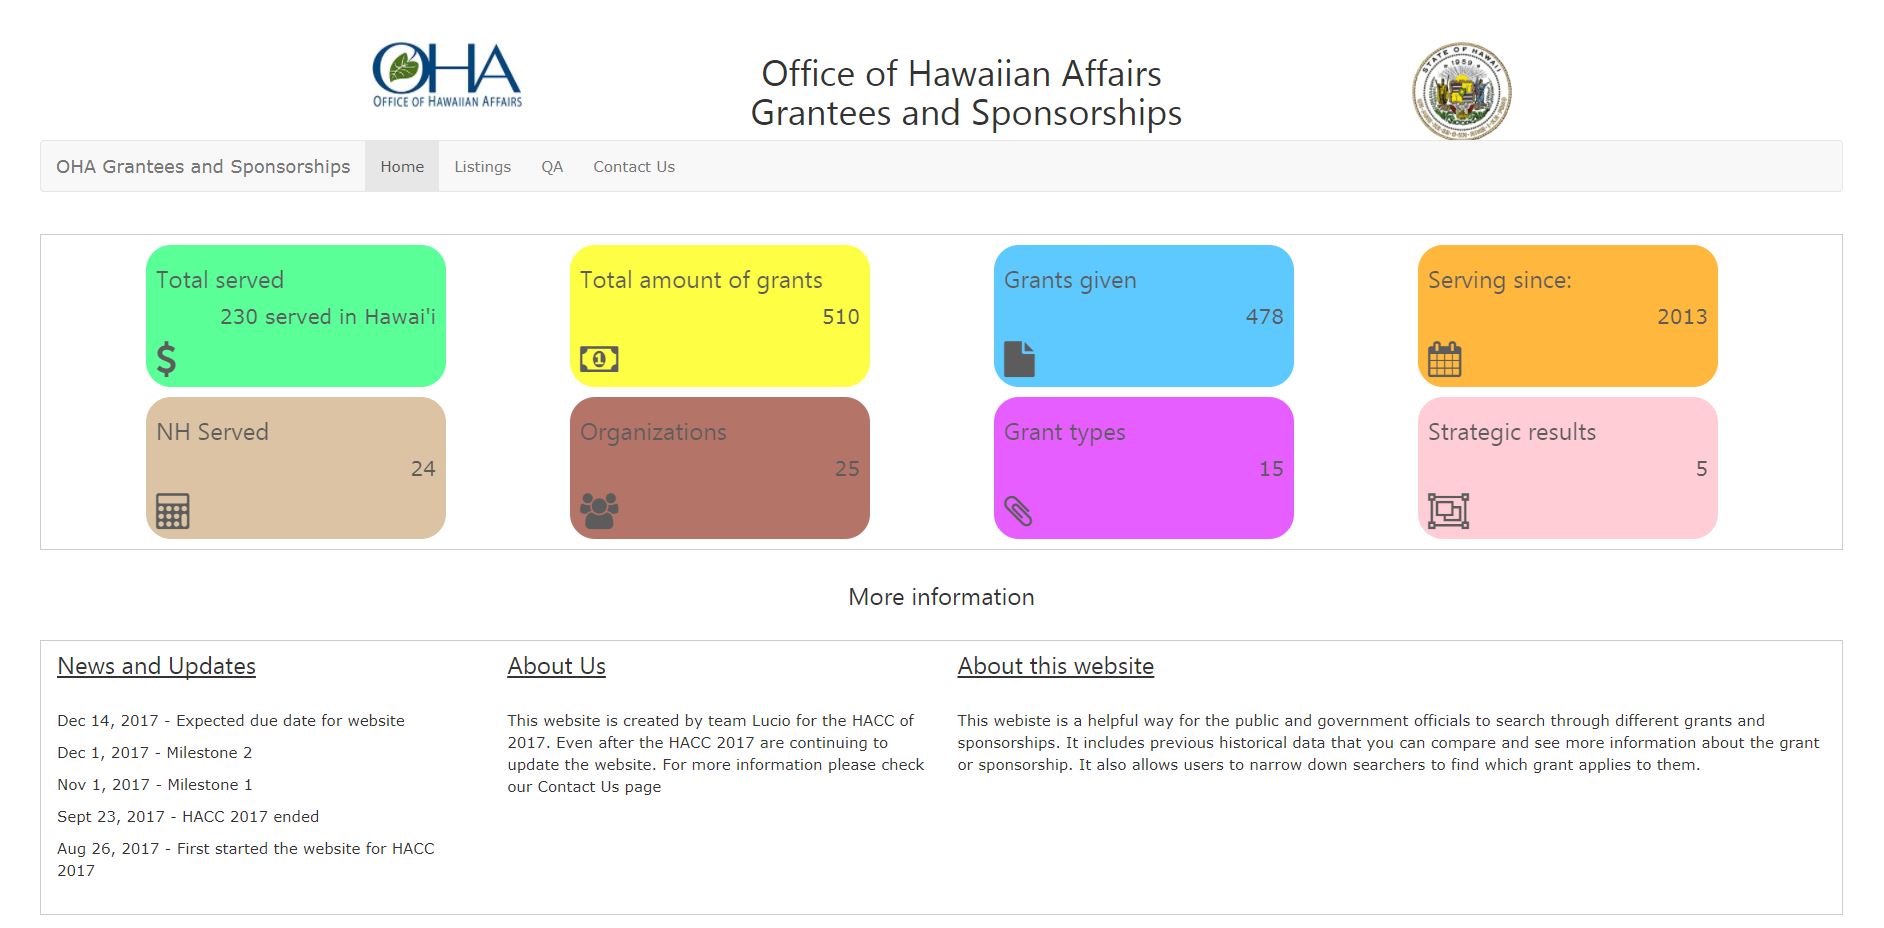 OHA
OFFICE OF HAWAIIAN AFFAIRS
Office of Hawaiian Affairs
Grantees and Sponsorships
STATE OF HAWAII
1959
OHA Grantees and Sponsorships Home Listings QA Contact Us
Total served
230 served in Hawai'i
Total amount of grants
510
1
Grants given
478
Serving since:
2013
NH Served
24
Organizations
25
Grant types
15
Strategic results
5
More information
News and Updates
Dec 14, 2017 - Expected due date for website
Dec 1, 2017 - Milestone 2
Nov 1, 2017 - Milestone 1
Sept 23, 2017 - HACC 2017 ended
Aug 26, 2017 - First started the website for HACC
2017
About Us
This website is created by team Lucio for the HACC of
2017. Even after the HACC 2017 are continuing to
update the website. For more information please check
our Contact Us page
About this website
This webiste is a helpful way for the public and government officials to search through different grants and
sponsorships. It includes previous historical data that you can compare and see more information about the grant
or sponsorship. It also allows users to narrow down searchers to find which grant applies to them.